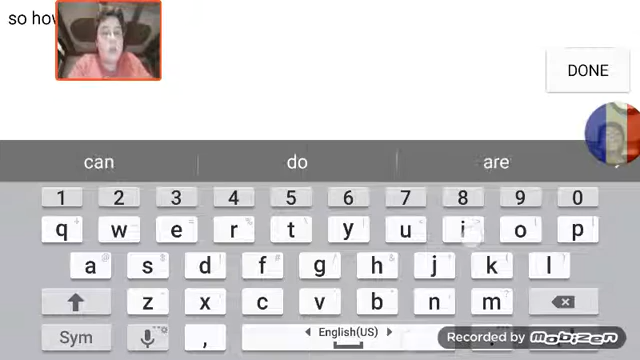 so how
DONE
can do are
1 2 3 4 5 6 7 8 9 0
q w e r t y u i o p
a s d f g h j k l
z x c v b n m
Sym , English(US)
Recorded by Mobizen